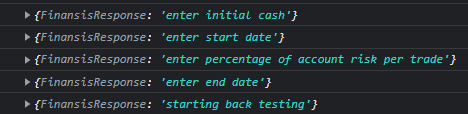 ▶{FinansisResponse: 'enter initial cash'}
▶{FinansisResponse: 'enter start date'}
▶{FinansisResponse: 'enter percentage of account risk per trade'}
▶{FinansisResponse: 'enter end date'}
▶{FinansisResponse: 'starting back testing'}